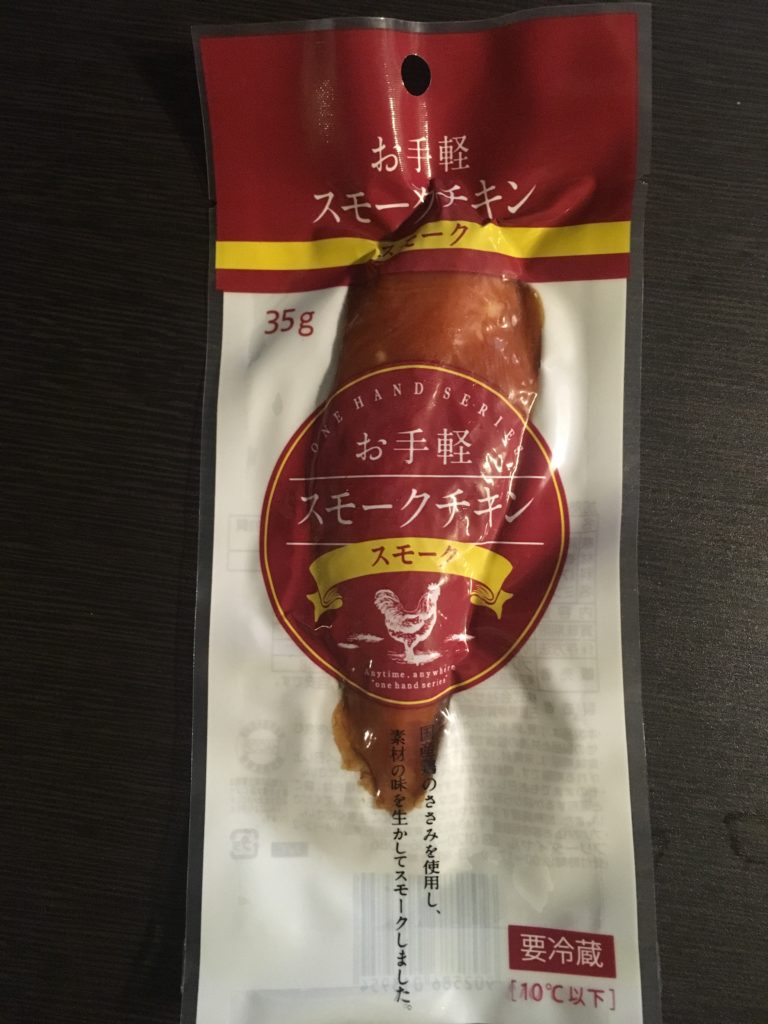 お手軽
スモークチキン
スモーク
35g
ONE HAND SERIES
お手軽
スモークチキン
スモーク
Anytime, anywhere
"one hand series"
国産鶏のささみを使用し、
素材の味を生かしてスモークしました。
要冷蔵
[10℃以下]